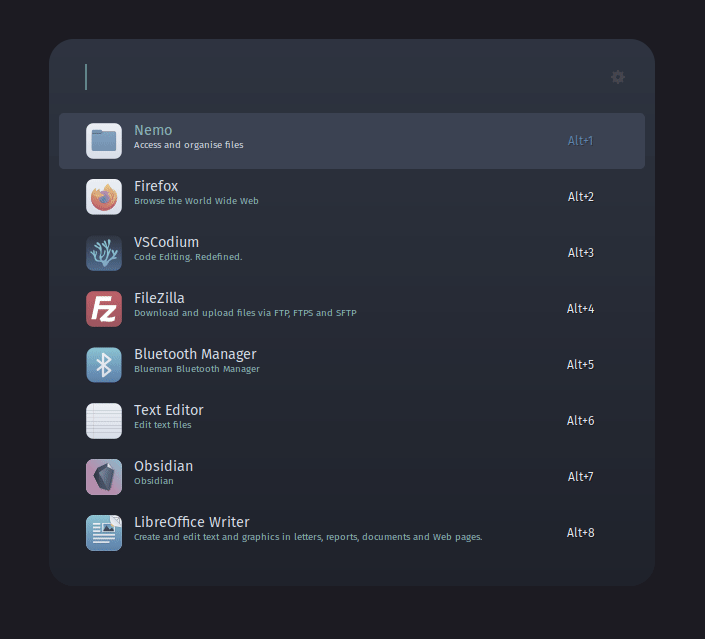 Nemo
Access and organise files
Alt+1
Firefox
Browse the World Wide Web
Alt+2
VSCodium
Code Editing. Redefined.
Alt+3
Fz
FileZilla
Download and upload files via FTP, FTPS and SFTP
Alt+4
Bluetooth Manager
Blueman Bluetooth Manager
Alt+5
Text Editor
Edit text files
Alt+6
Obsidian
Obsidian
Alt+7
LibreOffice Writer
Create and edit text and graphics in letters, reports, documents and Web pages.
Alt+8